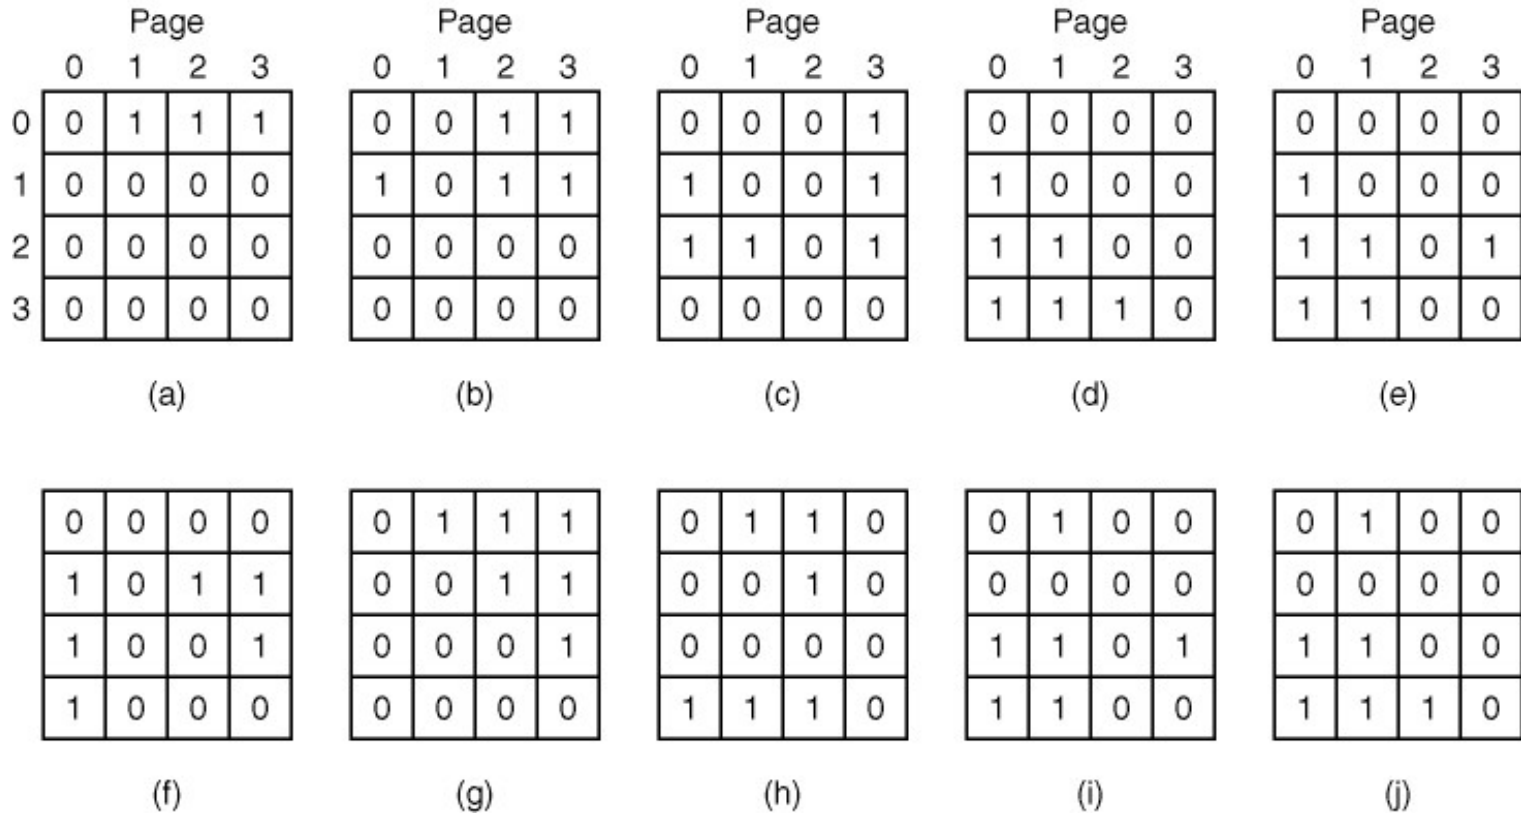 Page Page Page Page Page
0 1 2 3 0 1 2 3 0 1 2 3 0 1 2 3 0 1 2 3
0 0 1 1 1 0 0 1 1 0 0 0 1 0 0 0 0 0 0 0 0
1 0 0 0 0 1 0 1 1 1 0 0 1 1 0 0 0 1 0 0 0
2 0 0 0 0 0 0 0 0 1 1 0 1 1 1 0 0 1 1 0 1
3 0 0 0 0 0 0 0 0 0 0 0 0 1 1 1 0 1 1 0 0
(a) (b) (c) (d) (e)
0 0 0 0 0 1 1 1 0 1 1 0 0 1 0 0 0 1 0 0
1 0 1 1 0 0 1 1 0 0 1 0 0 0 0 0 0 0 0 0
1 0 0 1 0 0 0 1 0 0 0 0 1 1 0 1 1 1 0 0
1 0 0 0 0 0 0 0 1 1 1 0 1 1 0 0 1 1 1 0
(f) (g) (h) (i) (j)